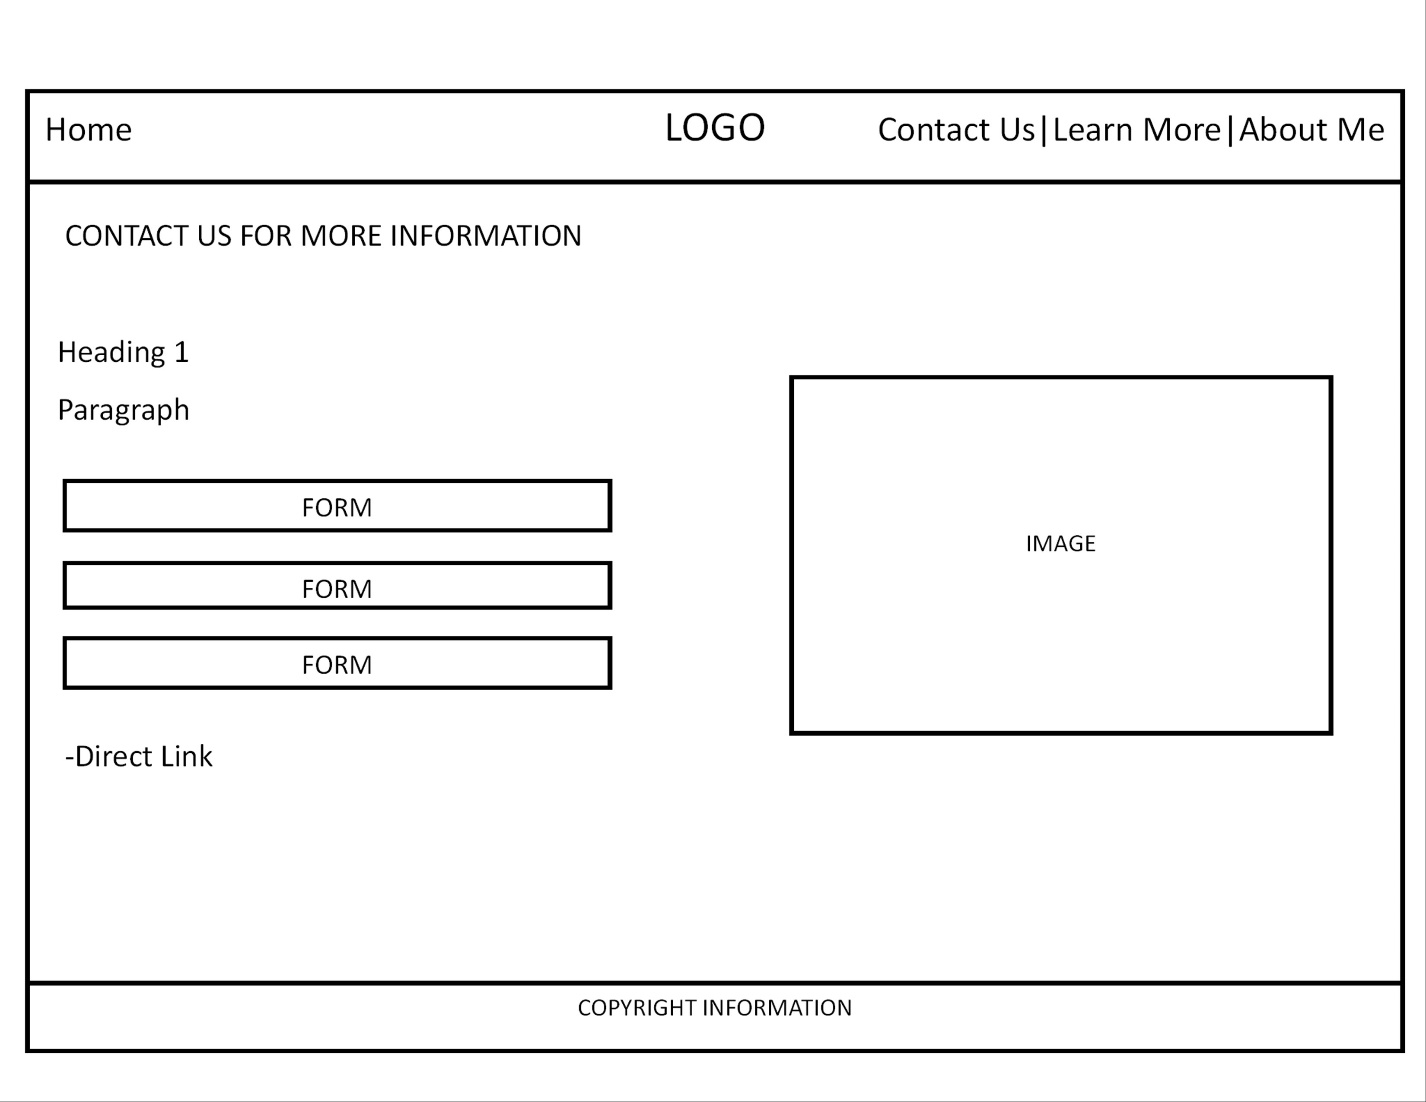 Home LOGO Contact Us|Learn More|About Me
CONTACT US FOR MORE INFORMATION
Heading 1
Paragraph
FORM
FORM
FORM
-Direct Link
IMAGE
COPYRIGHT INFORMATION